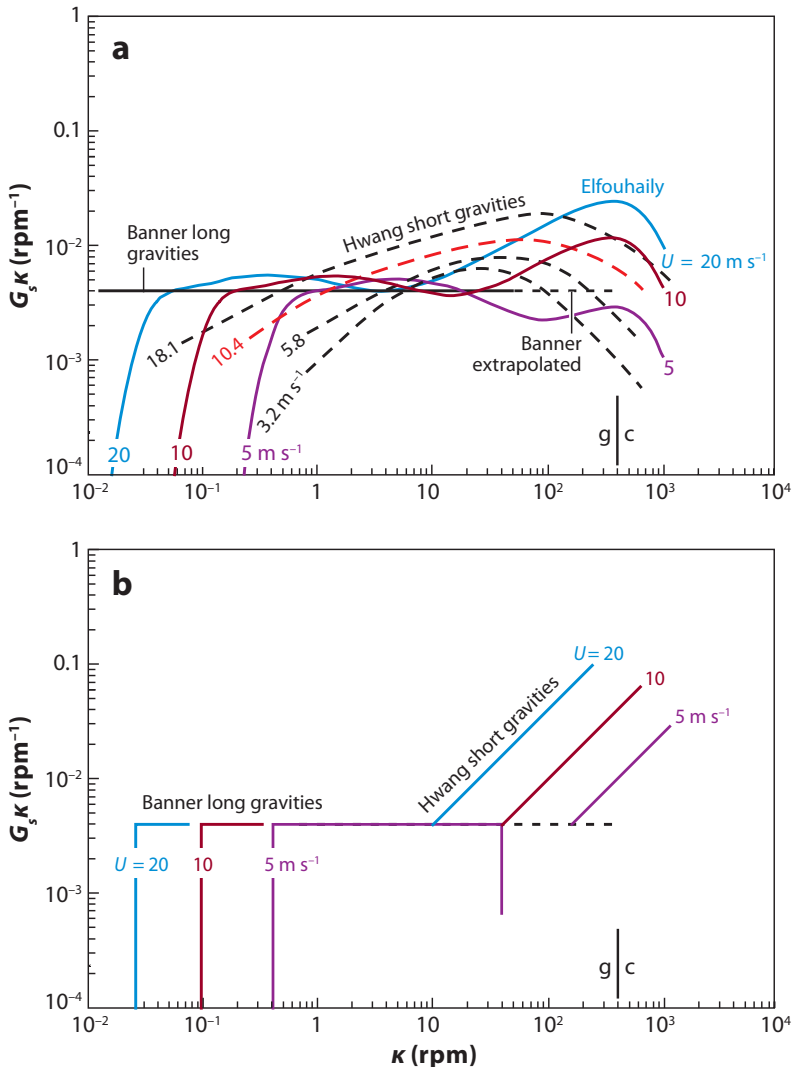 a
1
0.1
10⁻²
10⁻³
10⁻⁴
Gₛ κ (rpm⁻¹)
Elfouhaily
Banner long
gravities
Hwang short gravities
U = 20 m s⁻¹
10
5
18.1
10.4
5.8
3.2 m s⁻¹
Banner
extrapolated
20
10
5 m s⁻¹
g c
10⁻² 10⁻¹ 1 10 10² 10³ 10⁴
b
1
0.1
10⁻²
10⁻³
10⁻⁴
Gₛ κ (rpm⁻¹)
U = 20
10
5 m s⁻¹
Hwang short gravities
Banner long gravities
U = 20
10
5 m s⁻¹
g c
10⁻² 10⁻¹ 1 10 10² 10³ 10⁴
κ (rpm)